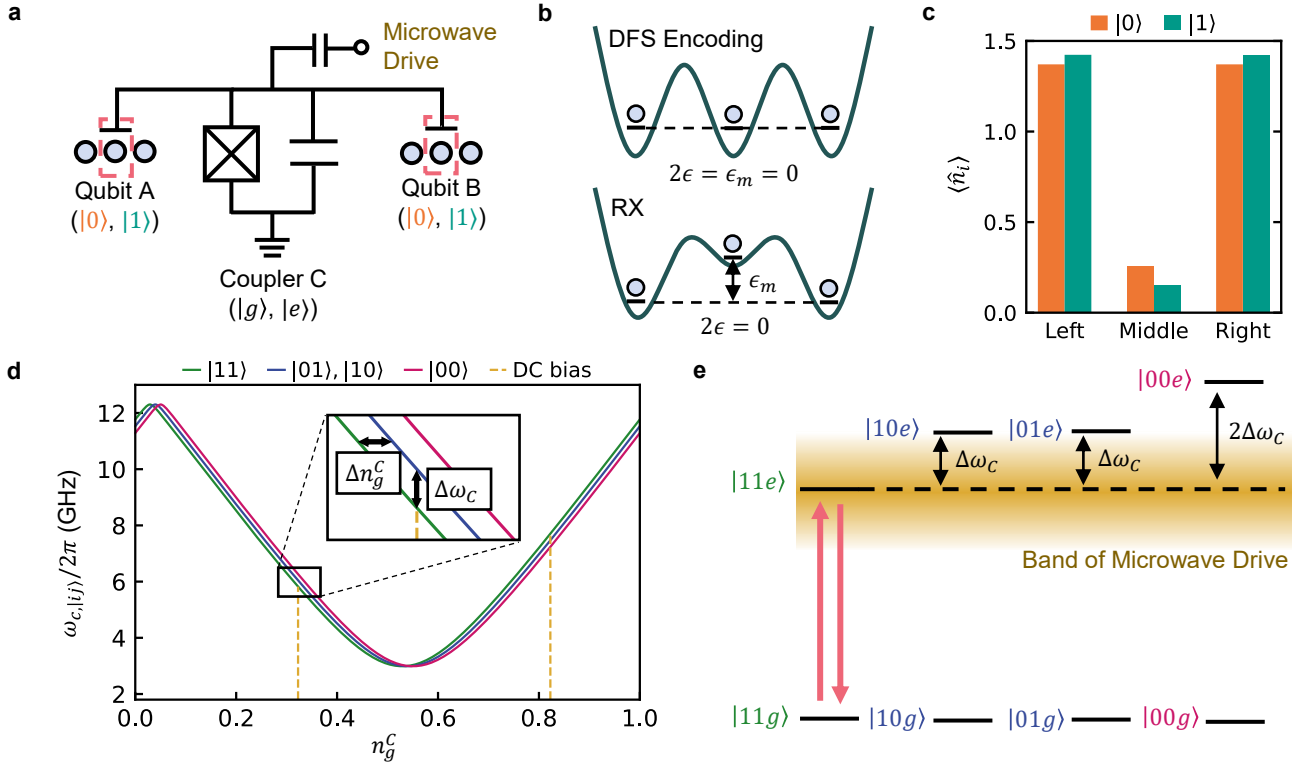 a
Microwave
Drive
Qubit A
(|0⟩, |1⟩)
Qubit B
(|0⟩, |1⟩)
Coupler C
(|g⟩, |e⟩)
b
DFS Encoding
2ϵ = ϵ_m = 0
RX
ϵ_m
2ϵ = 0
c
|0⟩ |1⟩
⟨n̂_i⟩
1.5
1.0
0.5
0.0
Left Middle Right
d
|11⟩ |01⟩, |10⟩ |00⟩ DC bias
ω_{c,|ij⟩}/2π (GHz)
12
10
8
6
4
2
Δn_g^C
Δω_C
0.0 0.2 0.4 0.6 0.8 1.0
n_g^C
e
|00e⟩
|10e⟩ |01e⟩
2Δω_C
Δω_C Δω_C
|11e⟩
Band of Microwave Drive
|11g⟩ |10g⟩ |01g⟩ |00g⟩